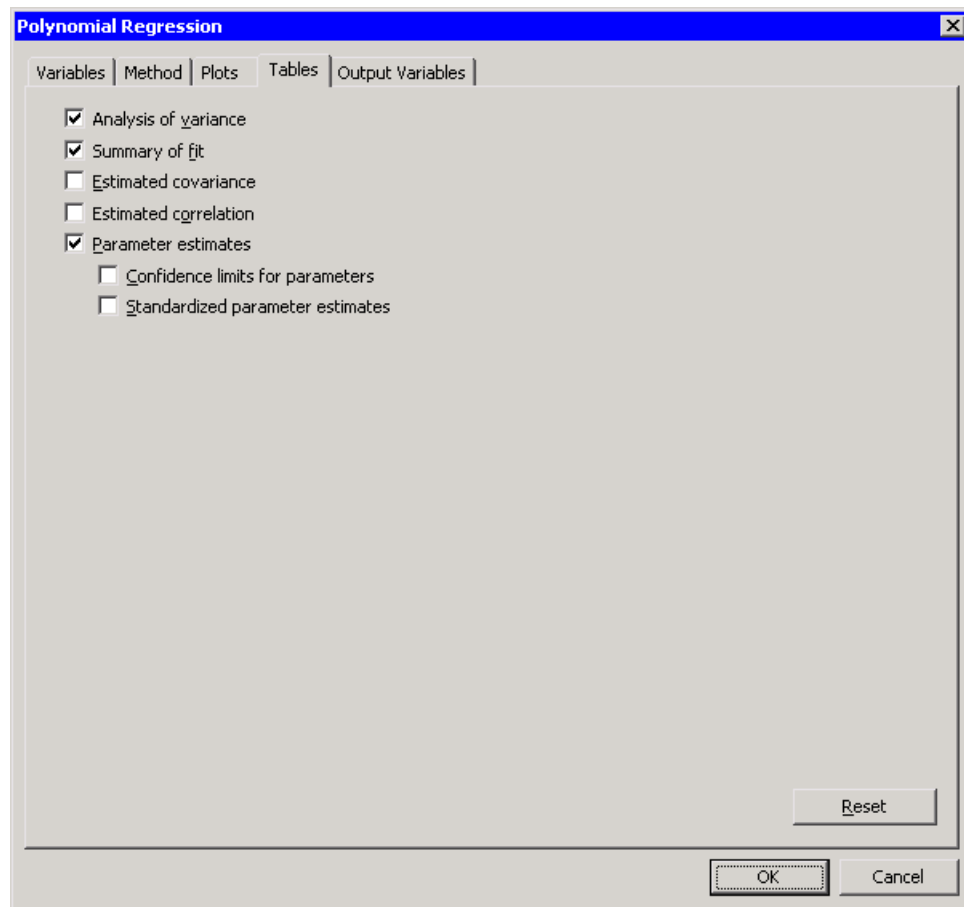 Polynomial Regression
Variables Method Plots Tables Output Variables
Analysis of variance
Summary of fit
Estimated covariance
Estimated correlation
Parameter estimates
Confidence limits for parameters
Standardized parameter estimates
Reset
OK Cancel